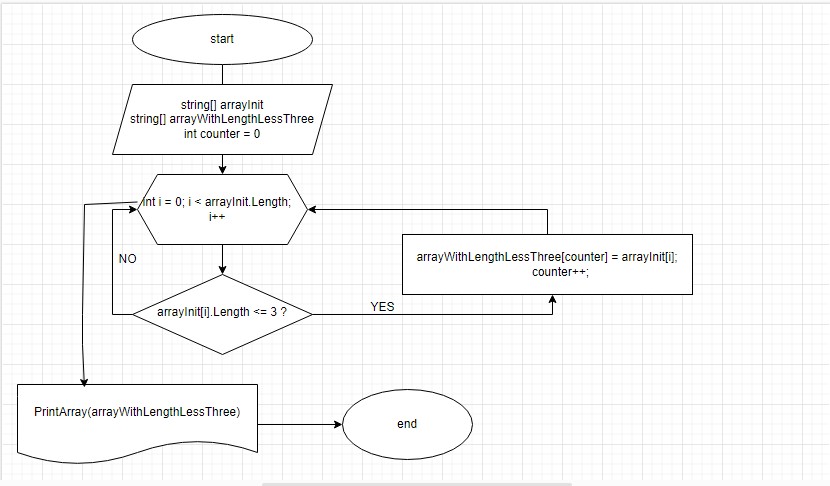 start
string[] arrayInit
string[] arrayWithLengthLessThree
int counter = 0
int i = 0; i < arrayInit.Length;
i++
arrayWithLengthLessThree[counter] = arrayInit[i];
counter++;
NO
arrayInit[i].Length <= 3 ?
YES
PrintArray(arrayWithLengthLessThree)
end